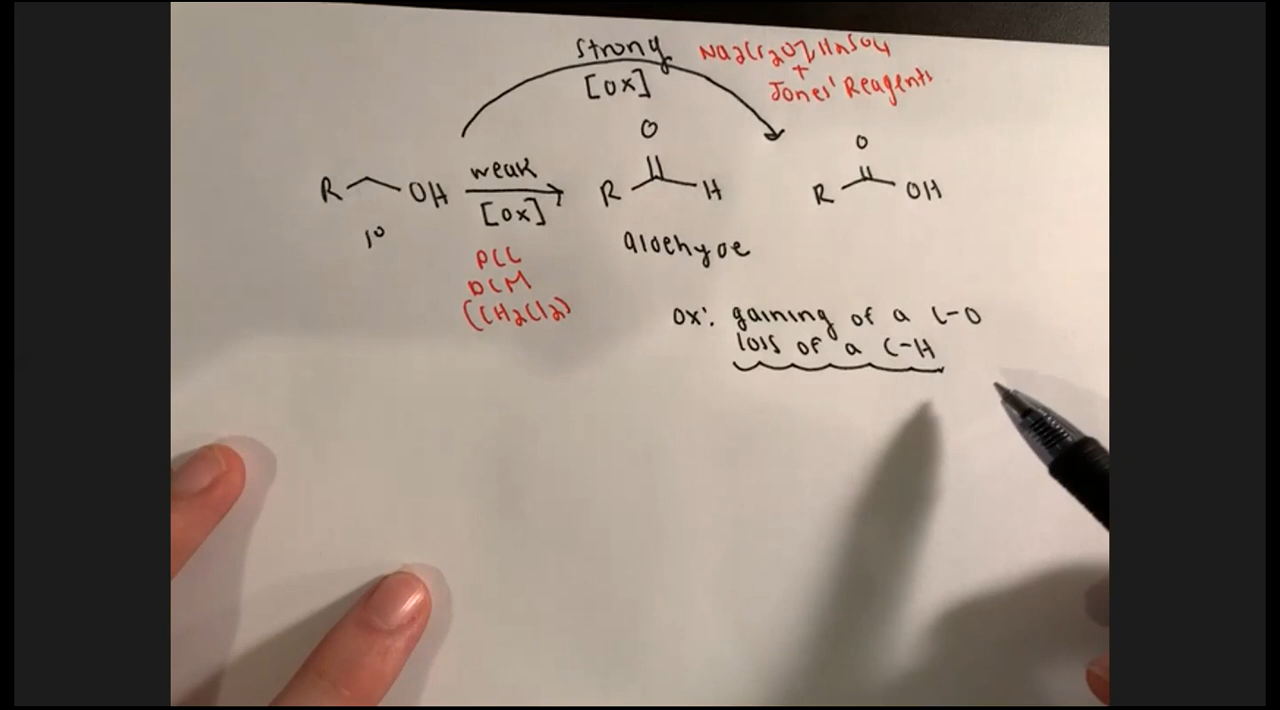 Strong
[ox]
Na2Cr2O7, H2SO4
+
Jones' Reagents
O
O
R OH
weak
[ox]
R H
R OH
1°
aldehyde
PCC
DCM
(CH2Cl2)
ox: gaining of a C-O
loss of a C-H